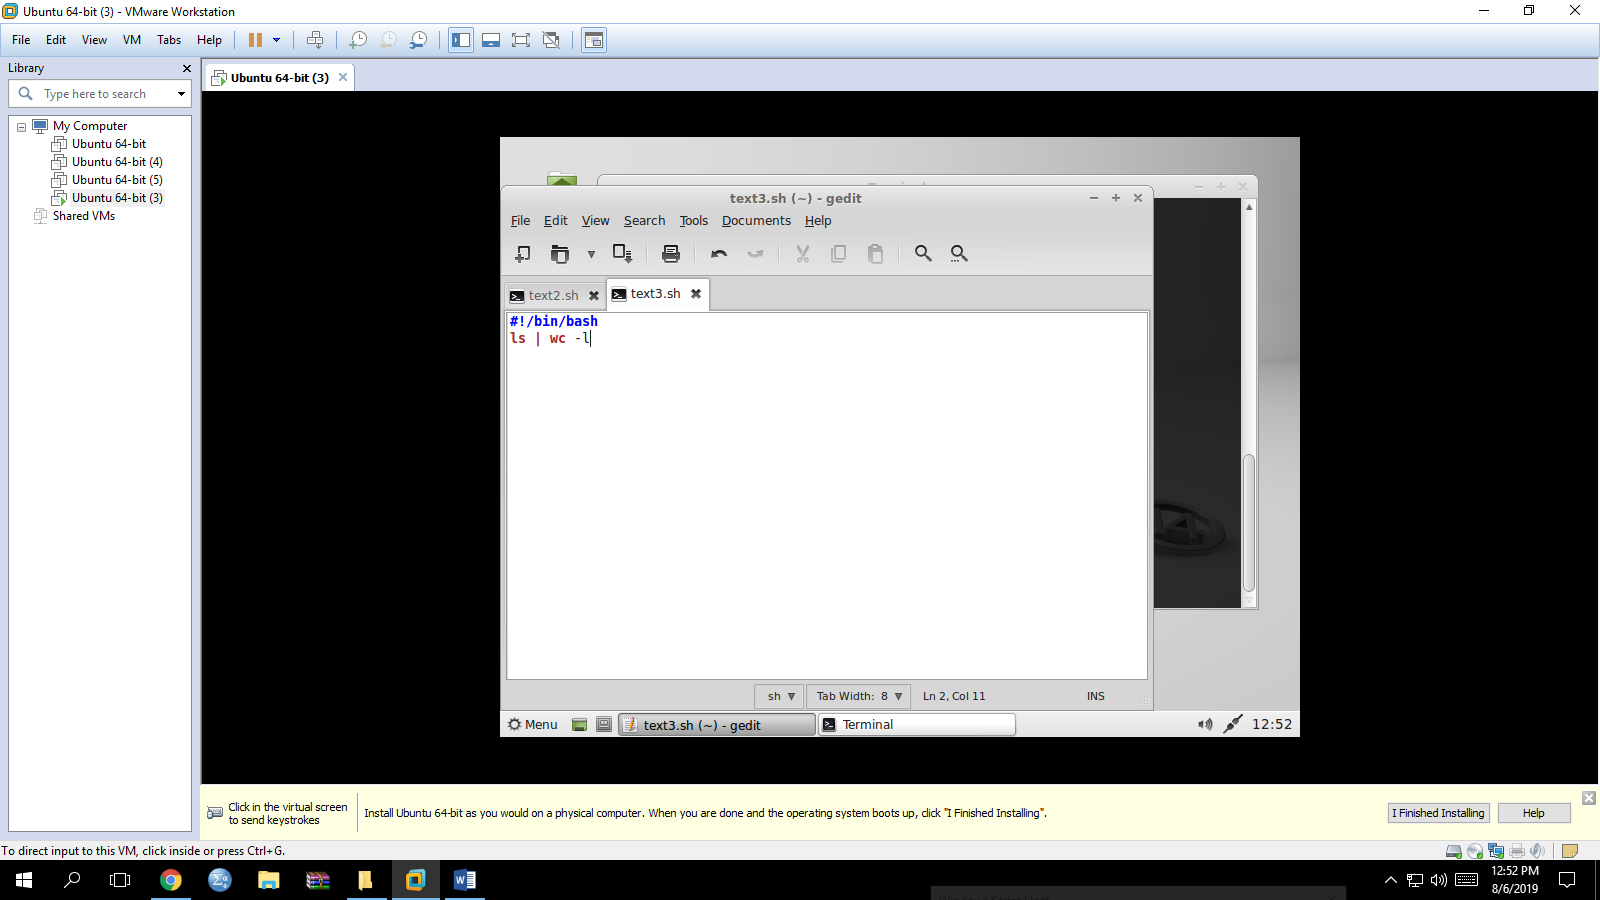 Ubuntu 64-bit (3) - VMware Workstation
File Edit View VM Tabs Help
Library
Type here to search
My Computer
Ubuntu 64-bit
Ubuntu 64-bit (4)
Ubuntu 64-bit (5)
Ubuntu 64-bit (3)
Shared VMs
Ubuntu 64-bit (3)
text3.sh (~) - gedit
File Edit View Search Tools Documents Help
text2.sh text3.sh
#!/bin/bash
ls | wc -l
sh Tab Width: 8 Ln 2, Col 11 INS
Menu text3.sh (~) - gedit Terminal 12:52
Click in the virtual screen
to send keystrokes
Install Ubuntu 64-bit as you would on a physical computer. When you are done and the operating system boots up, click "I Finished Installing".
I Finished Installing Help
To direct input to this VM, click inside or press Ctrl+G.
12:52 PM
8/6/2019